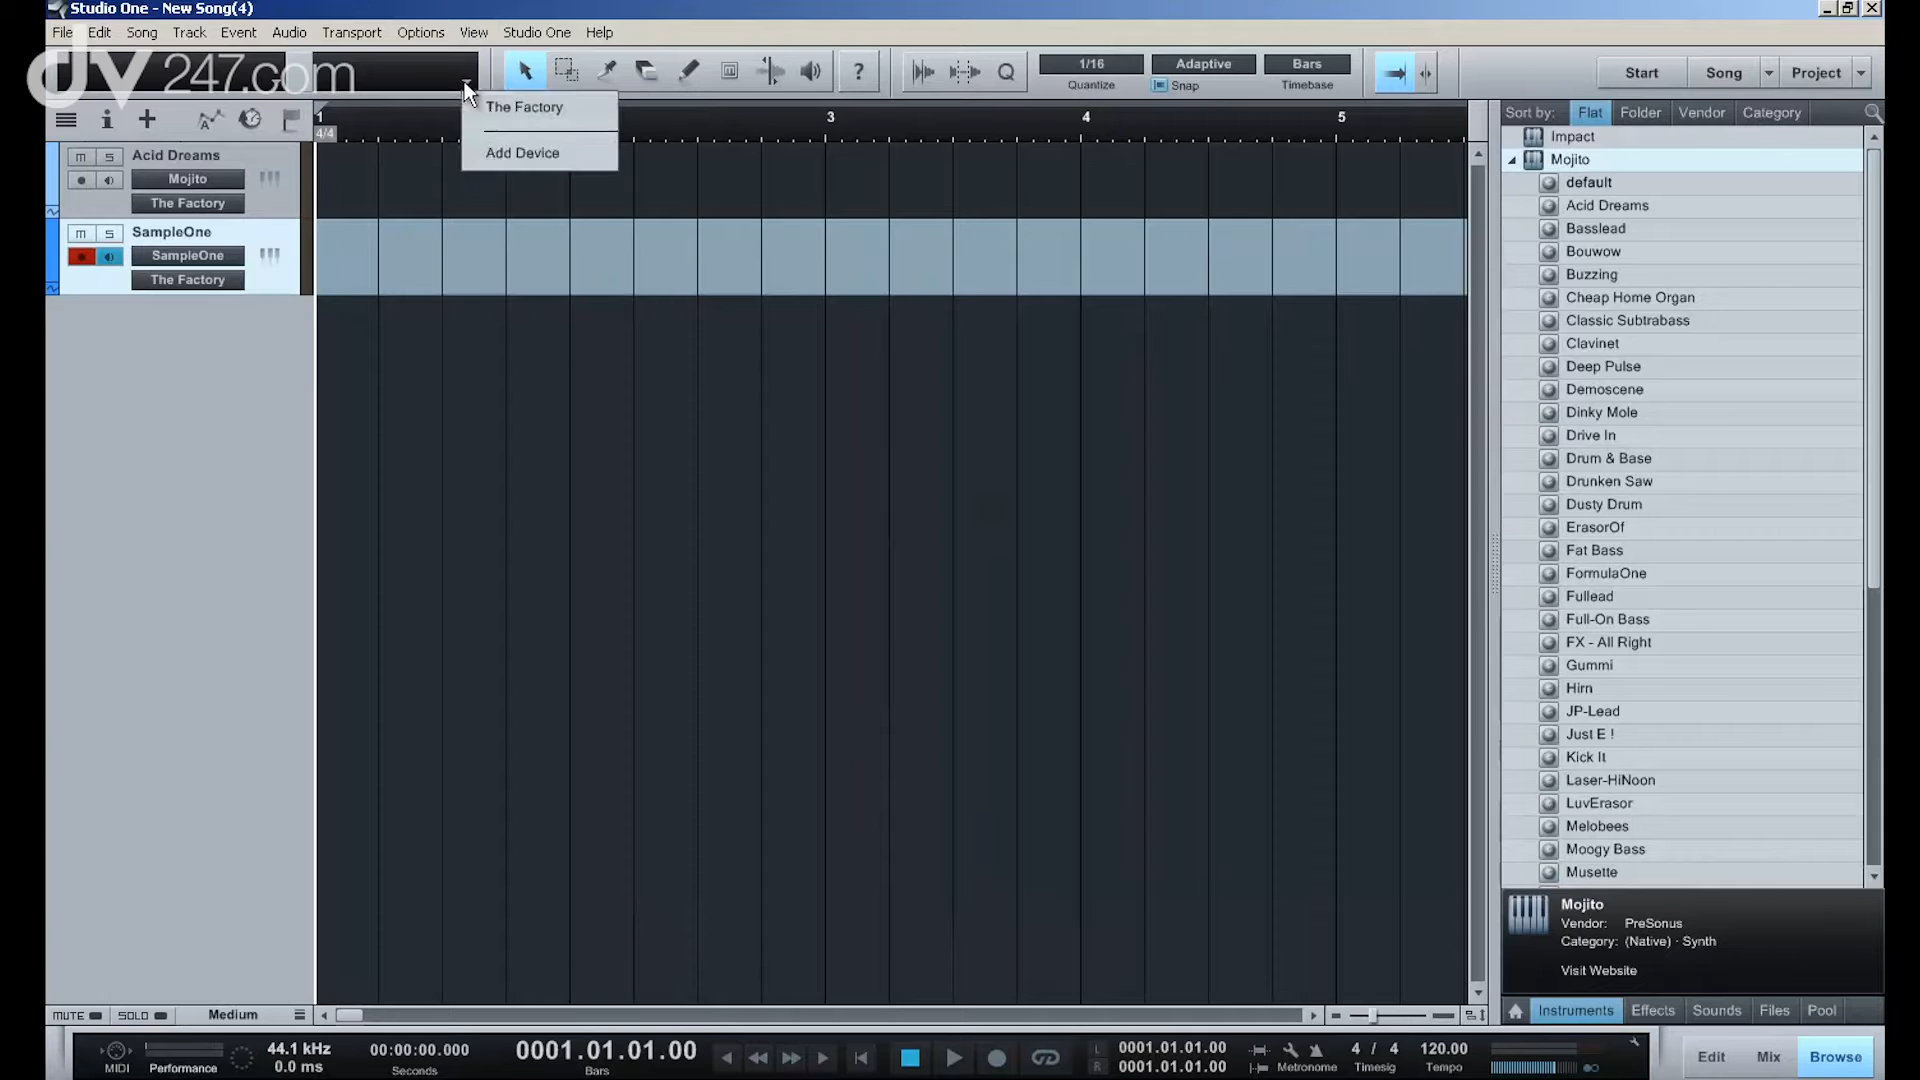 Studio One - New Song(4)
File Edit Song Track Event Audio Transport Options View Studio One Help
dv247.com
1/16 Adaptive Bars
Quantize Snap Timebase
Start Song Project
The Factory
Add Device
1 3 4 5
4/4
M S Acid Dreams
Mojito
The Factory
M S SampleOne
SampleOne
The Factory
Sort by: Flat Folder Vendor Category
Impact
Mojito
default
Acid Dreams
Basslead
Bouwow
Buzzing
Cheap Home Organ
Classic Subtrabass
Clavinet
Deep Pulse
Demoscene
Dinky Mole
Drive In
Drum & Base
Drunken Saw
Dusty Drum
ErasorOf
Fat Bass
FormulaOne
Fullead
Full-On Bass
FX - All Right
Gummi
Hirn
JP-Lead
Just E !
Kick It
Laser-HiNoon
LuvErasor
Melobees
Moogy Bass
Musette
Mojito
Vendor: PreSonus
Category: (Native) · Synth
Visit Website
Instruments Effects Sounds Files Pool
MUTE SOLO Medium
MIDI Performance
44.1 kHz
0.0 ms
00:00:00.000
Seconds
0001.01.01.00
Bars
L 0001.01.01.00
R 0001.01.01.00
Metronome
4 / 4
Timesig
120.00
Tempo
Edit Mix Browse